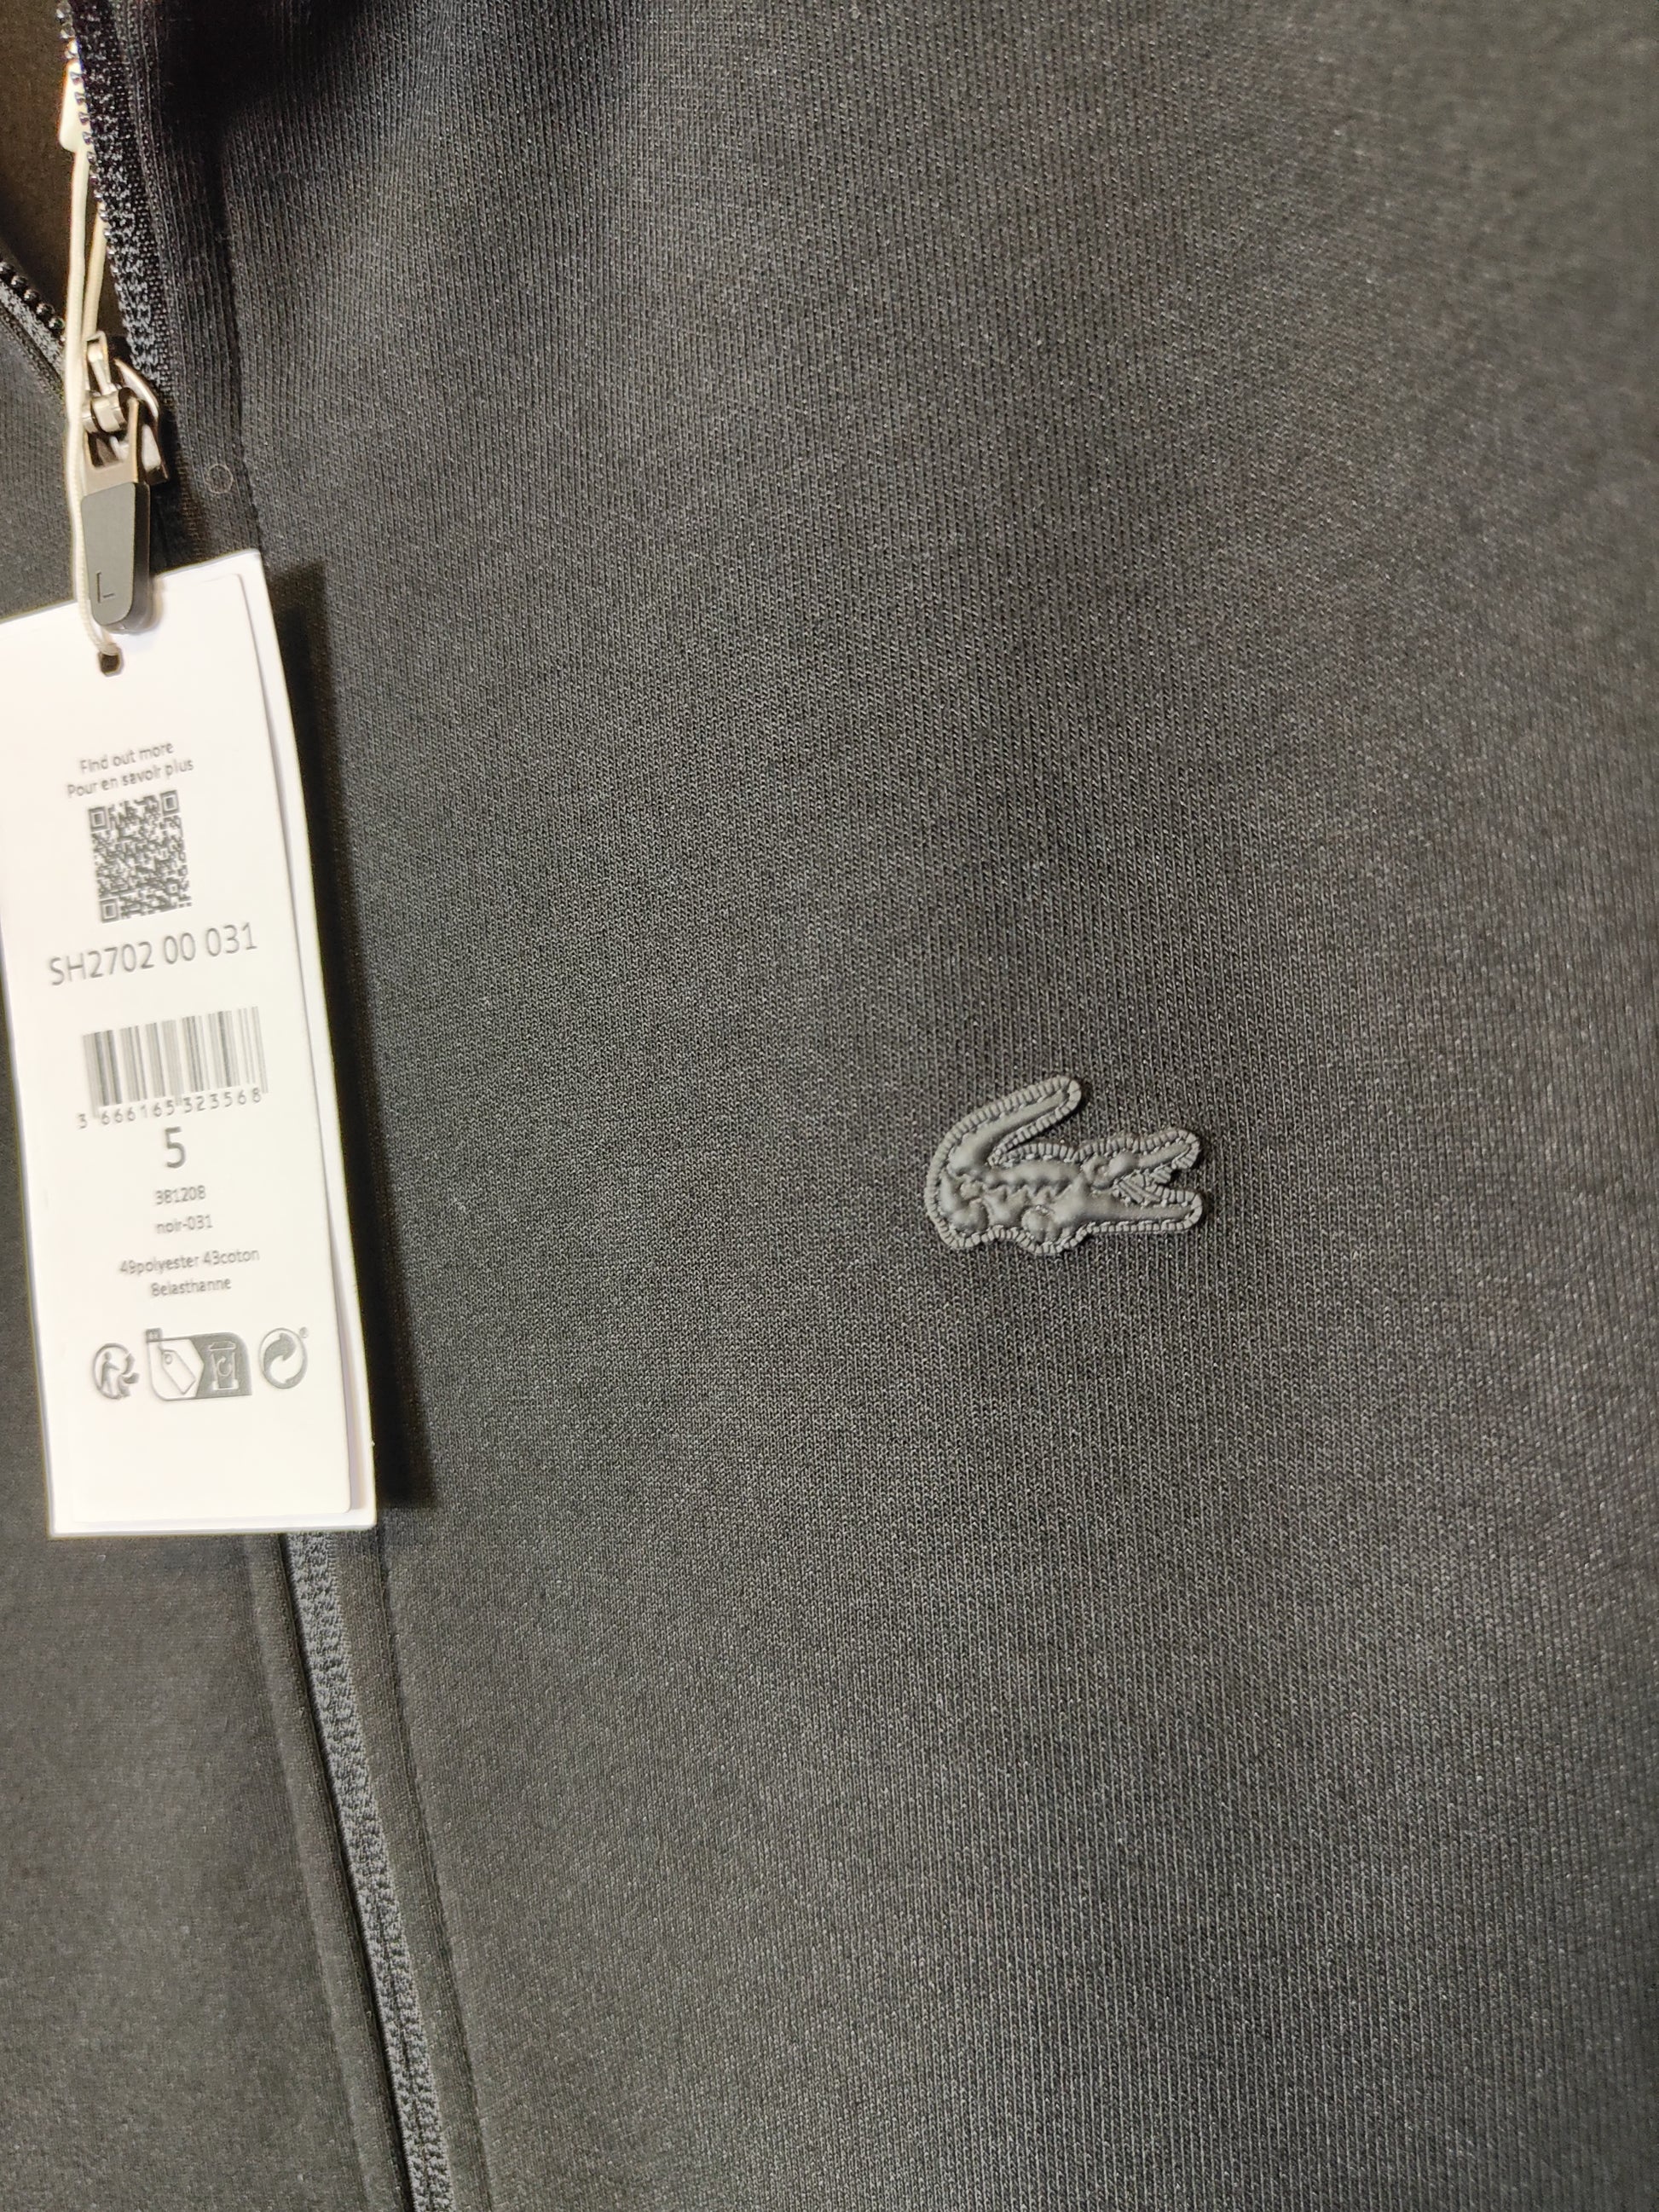 L
Find out more
Pour en savoir plus
SH2702 00 031
3 666165 323568
5
381208
noir-031
49polyester 43coton
8elasthanne